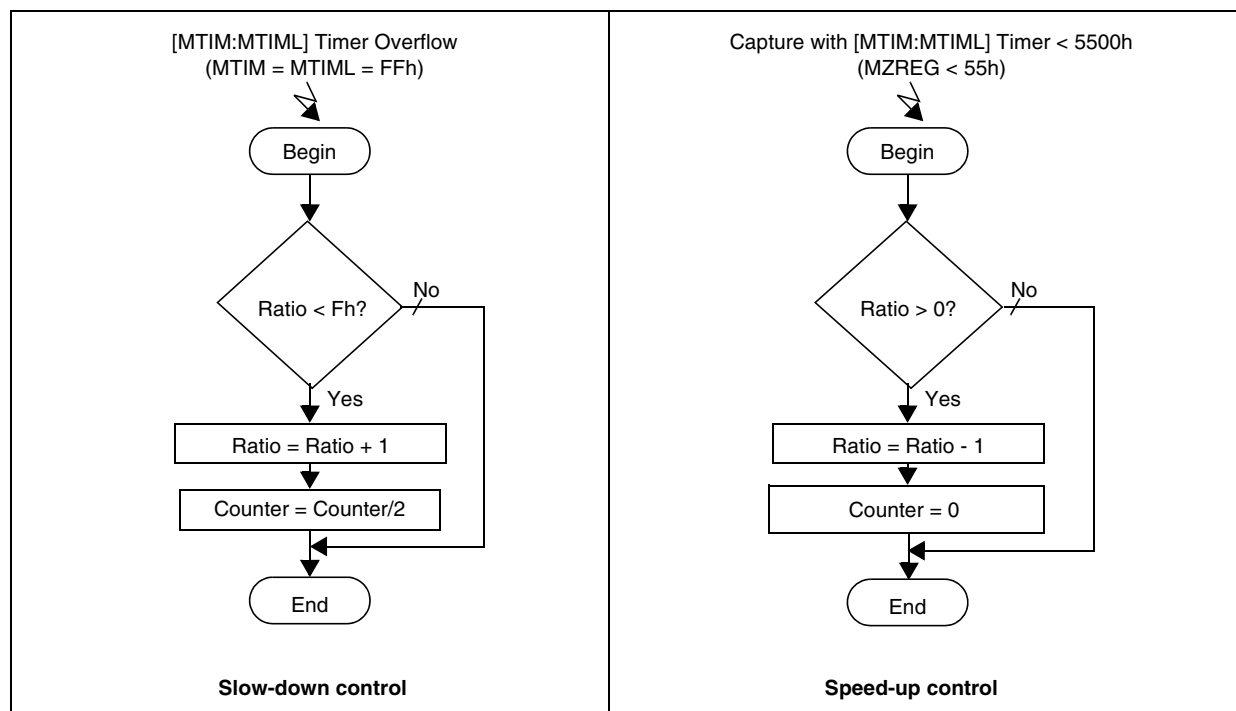 [MTIM:MTIML] Timer Overflow
(MTIM = MTIML = FFh)
Begin
Ratio < Fh?
No
Yes
Ratio = Ratio + 1
Counter = Counter/2
End
Slow-down control
Capture with [MTIM:MTIML] Timer < 5500h
(MZREG < 55h)
Begin
Ratio > 0?
No
Yes
Ratio = Ratio - 1
Counter = 0
End
Speed-up control